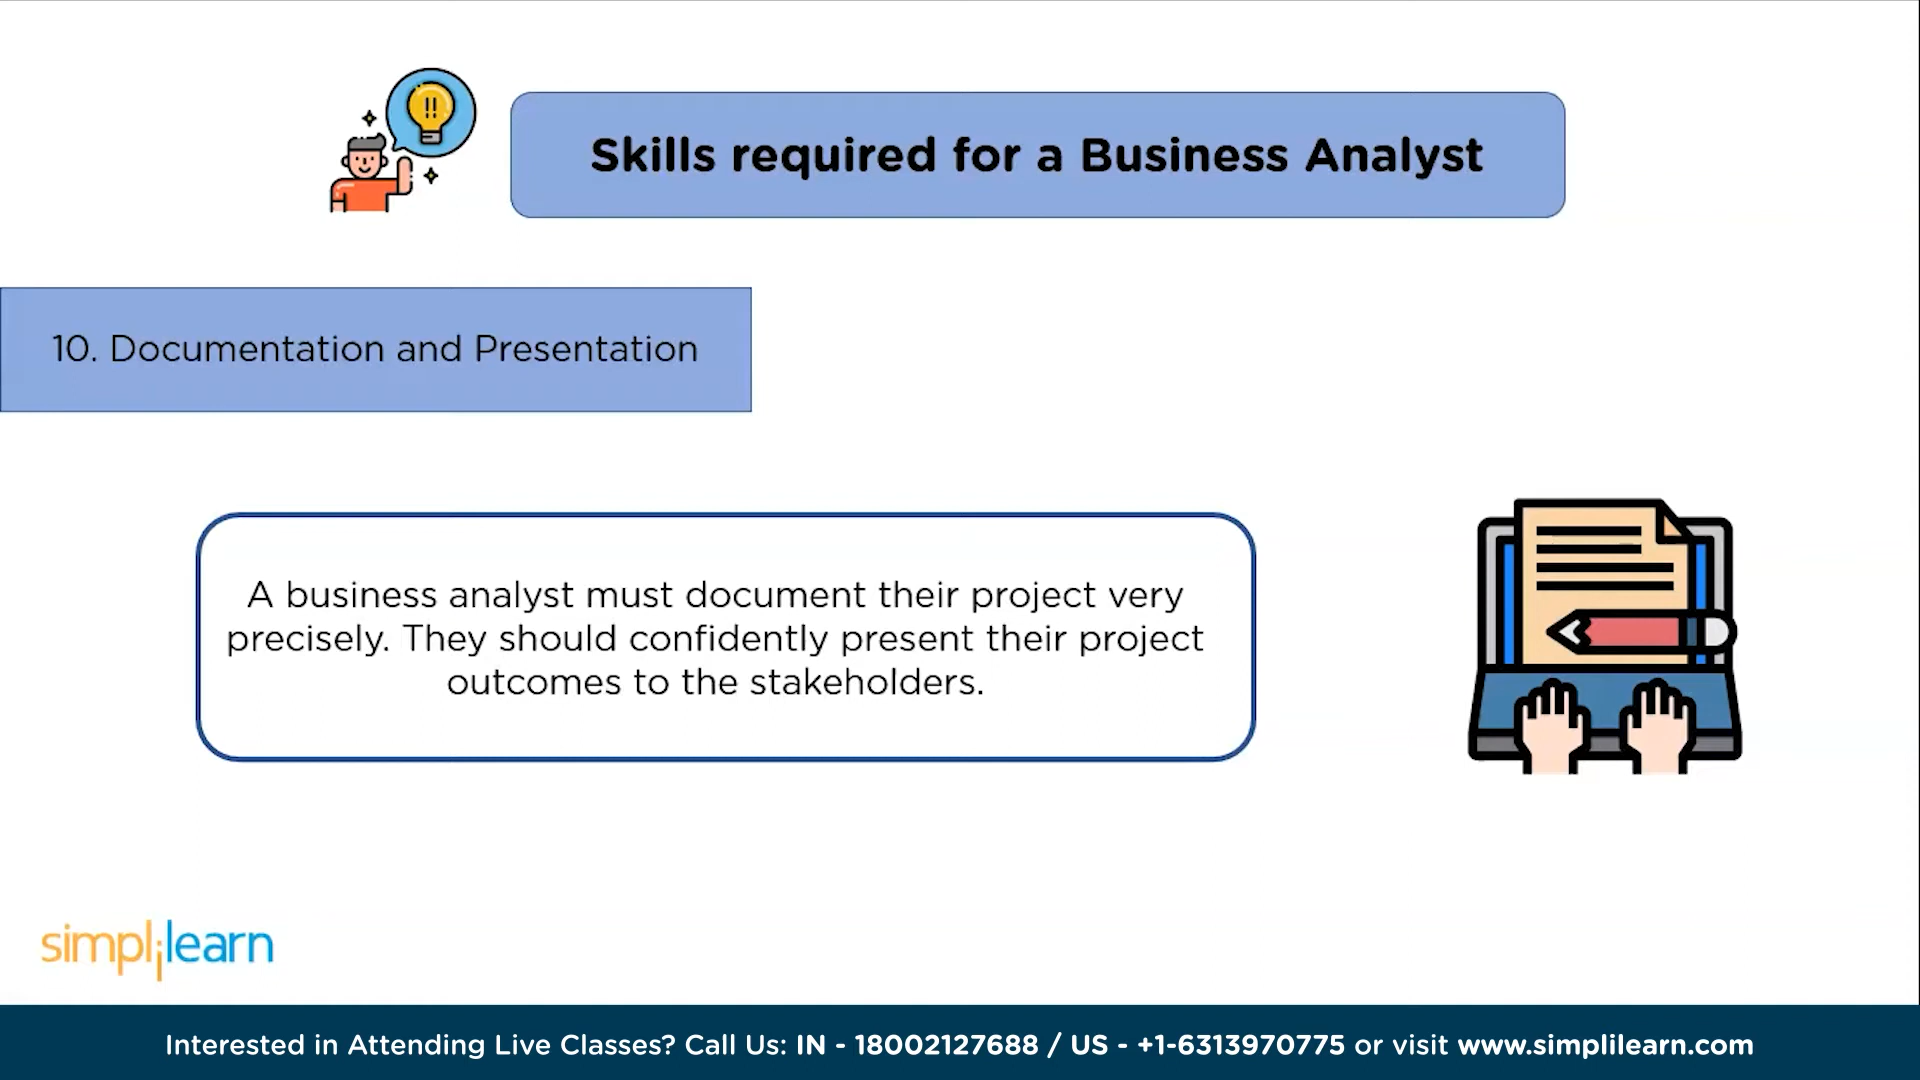 Skills required for a Business Analyst
10. Documentation and Presentation
A business analyst must document their project very
precisely. They should confidently present their project
outcomes to the stakeholders.
simplilearn
Interested in Attending Live Classes? Call Us: IN - 18002127688 / US - +1-6313970775 or visit www.simplilearn.com